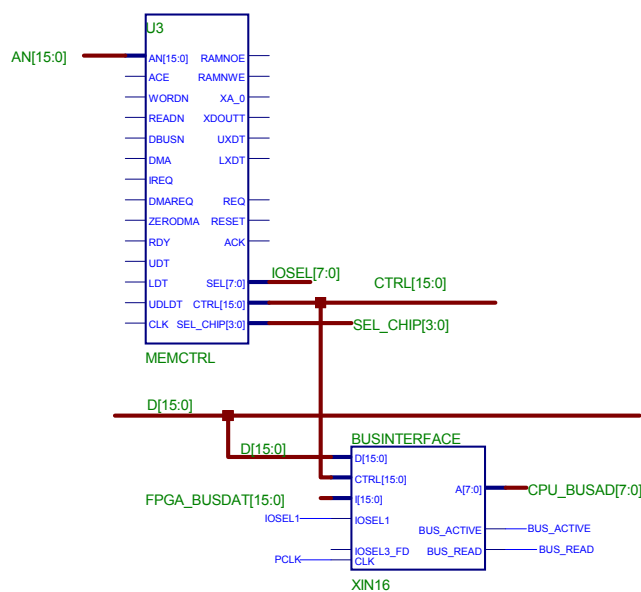 U3
AN[15:0] AN[15:0] RAMNOE
ACE RAMNWE
WORDN XA_0
READN XDOUTT
DBUSN UXDT
DMA LXDT
IREQ
DMAREQ REQ
ZERODMA RESET
RDY ACK
UDT
LDT SEL[7:0] IOSEL[7:0]
UDLDT CTRL[15:0] CTRL[15:0]
CLK SEL_CHIP[3:0] SEL_CHIP[3:0]
MEMCTRL
D[15:0]
BUSINTERFACE
D[15:0] D[15:0]
CTRL[15:0]
FPGA_BUSDAT[15:0] I[15:0] A[7:0] CPU_BUSAD[7:0]
IOSEL1 IOSEL1
BUS_ACTIVE BUS_ACTIVE
IOSEL3_FD BUS_READ BUS_READ
PCLK CLK
XIN16